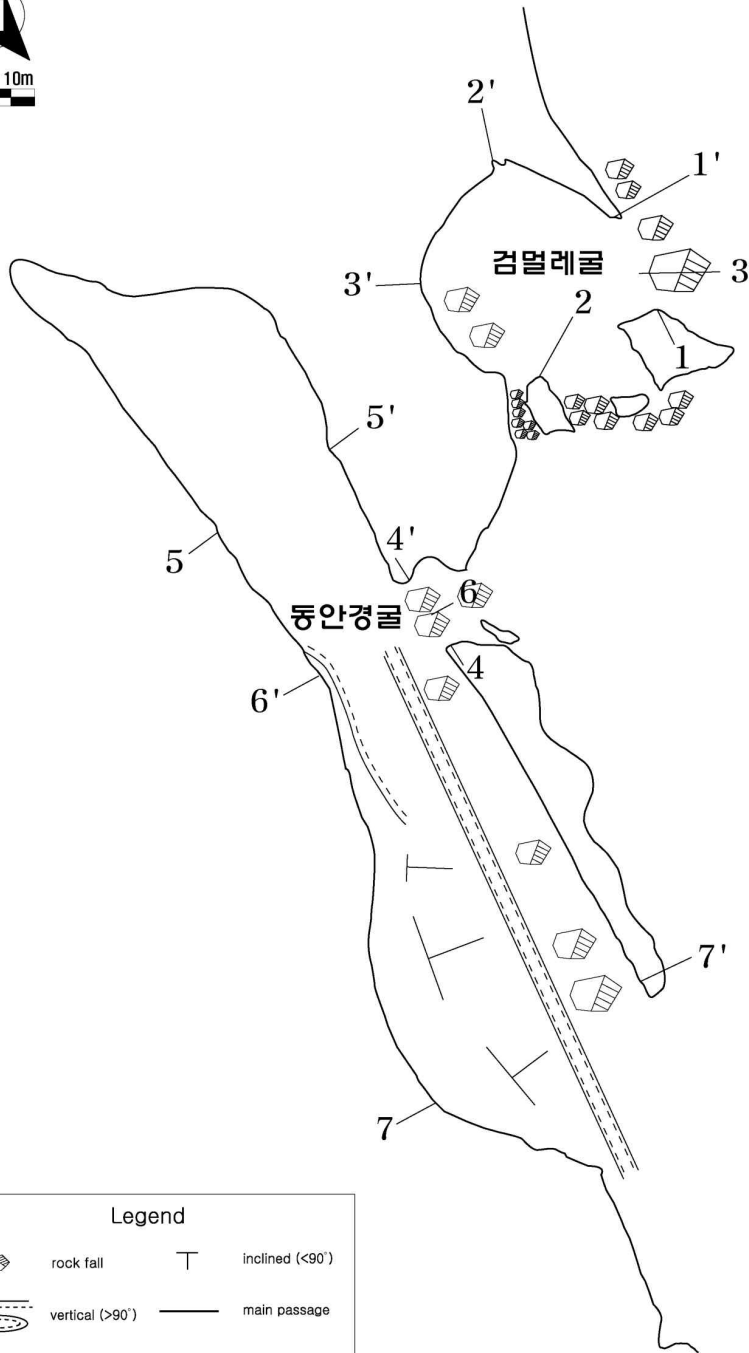 10m
2'
1'
검멀레굴
3
3'
2
1
5'
4'
5
6
동안경굴
4
6'
7'
7
Legend
rock fall
inclined (<90°)
vertical (>90°)
main passage